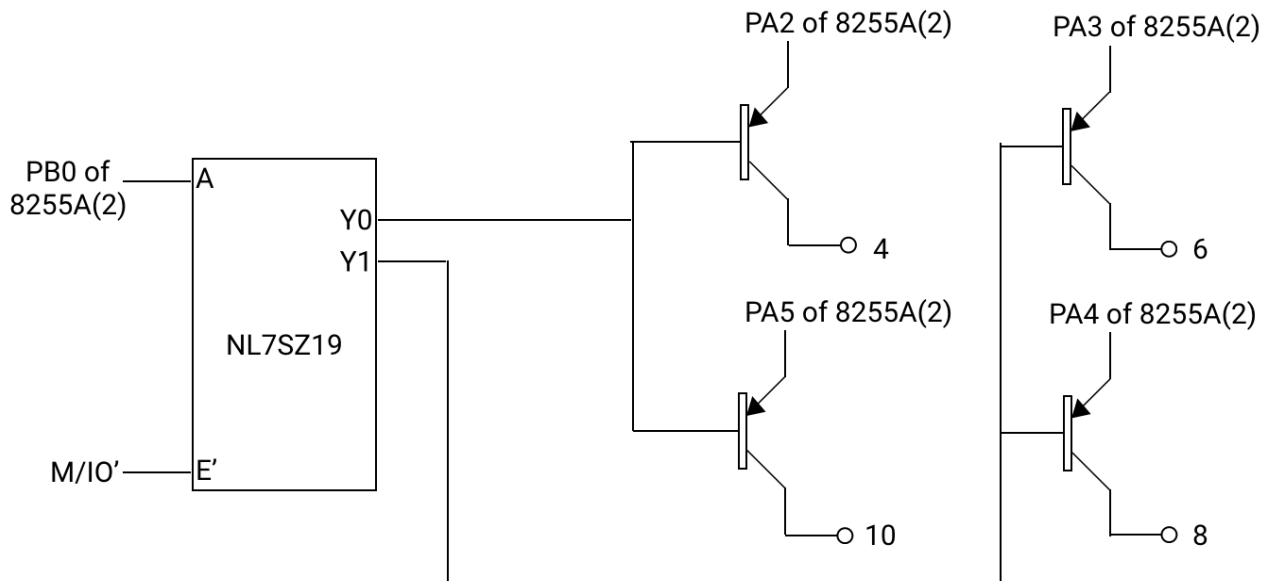 PA2 of 8255A(2)
PA3 of 8255A(2)
PB0 of
8255A(2)
A
Y0
Y1
4
6
PA5 of 8255A(2)
PA4 of 8255A(2)
NL7SZ19
M/IO'
E'
10
8